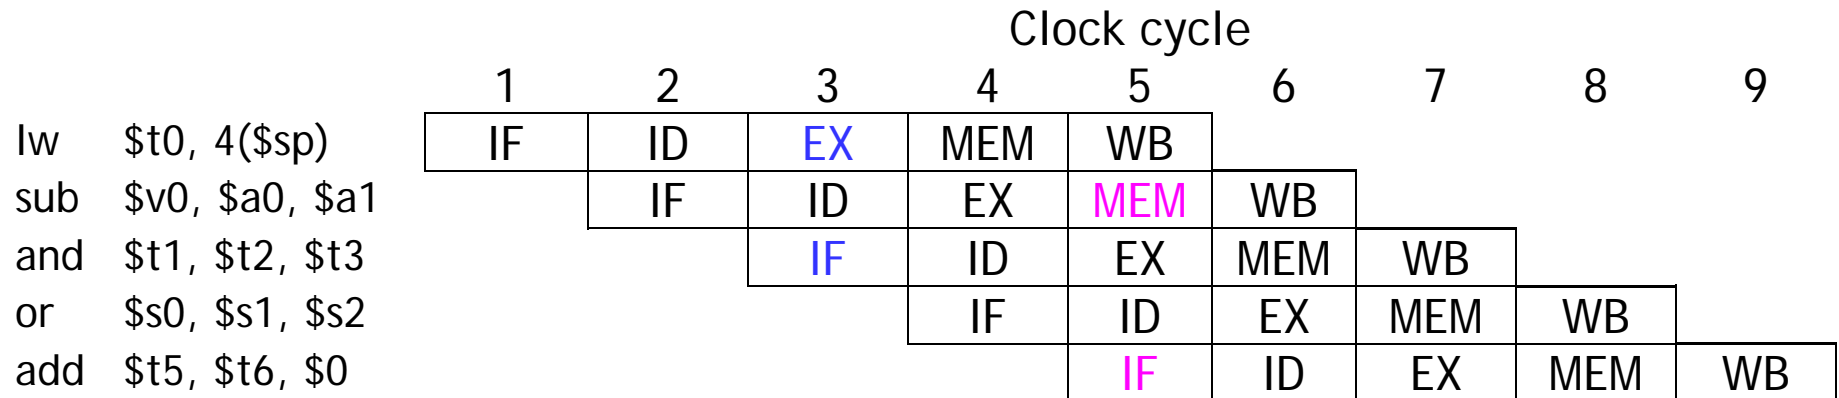 Clock cycle
1 2 3 4 5 6 7 8 9
lw $t0, 4($sp) IF ID EX MEM WB
sub $v0, $a0, $a1 IF ID EX MEM WB
and $t1, $t2, $t3 IF ID EX MEM WB
or $s0, $s1, $s2 IF ID EX MEM WB
add $t5, $t6, $0 IF ID EX MEM WB